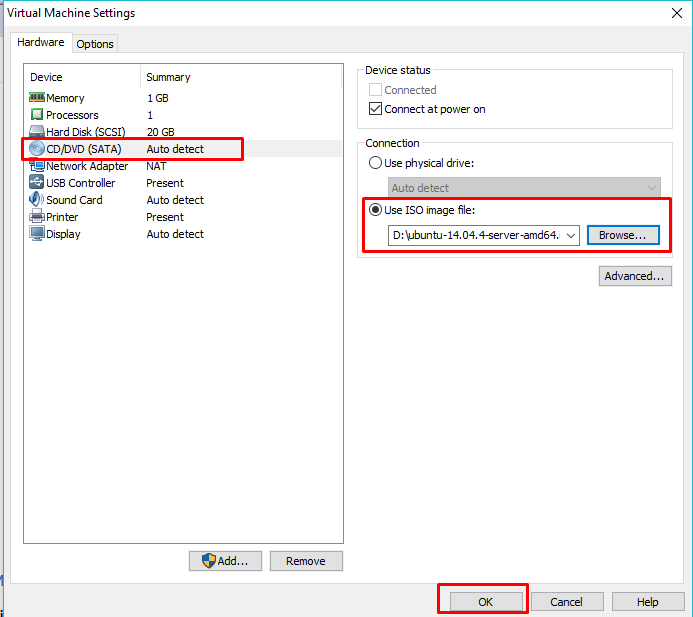 Virtual Machine Settings
Hardware Options
Device Summary
Memory 1 GB
Processors 1
Hard Disk (SCSI) 20 GB
CD/DVD (SATA) Auto detect
Network Adapter NAT
USB Controller Present
Sound Card Auto detect
Printer Present
Display Auto detect
Add... Remove
Device status
Connected
Connect at power on
Connection
Use physical drive:
Auto detect
Use ISO image file:
D:\ubuntu-14.04.4-server-amd64. Browse...
Advanced...
OK Cancel Help